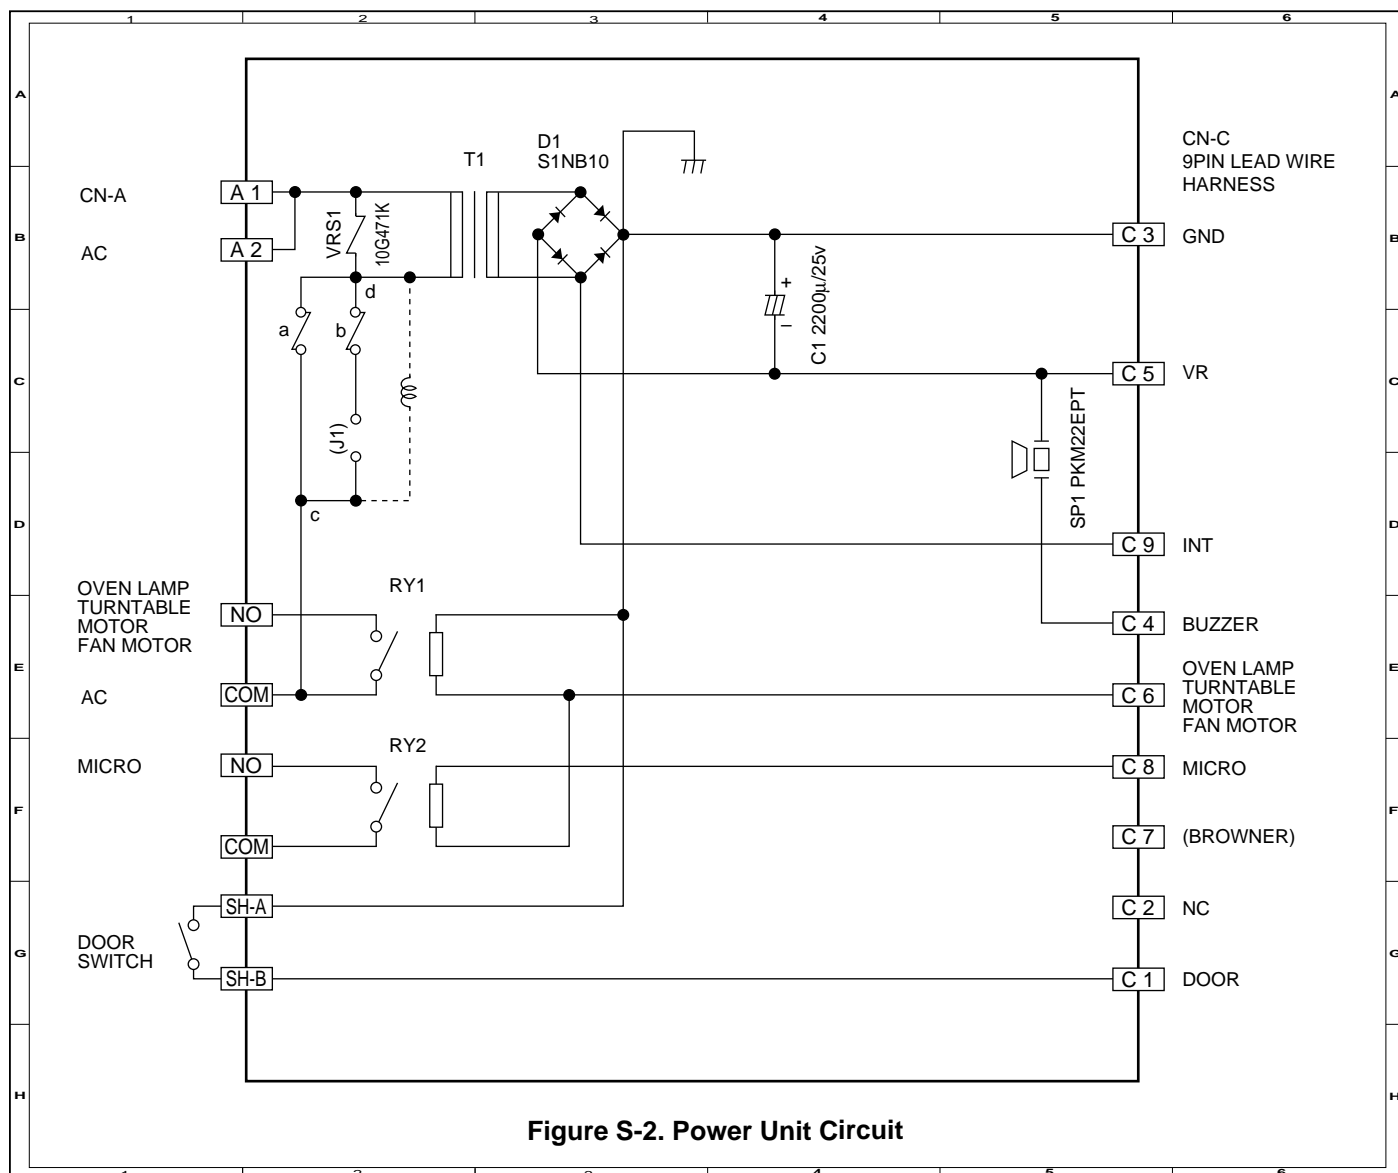 1 2 3 4 5 6
A A
B B
C C
D D
E E
F F
G G
H H
CN-A
AC
A 1
A 2
VRS1
10G471K
T1
D1
S1NB10
CN-C
9PIN LEAD WIRE
HARNESS
C 3 GND
+
–
C1 2200μ/25v
C 5 VR
SP1 PKM22EPT
a
b
d
(J1)
c
C 9 INT
C 4 BUZZER
OVEN LAMP
TURNTABLE
MOTOR
FAN MOTOR
NO
RY1
AC
COM
C 6
OVEN LAMP
TURNTABLE
MOTOR
FAN MOTOR
MICRO
NO
RY2
COM
C 8 MICRO
C 7 (BROWNER)
DOOR
SWITCH
SH-A
SH-B
C 2 NC
C 1 DOOR
Figure S-2. Power Unit Circuit